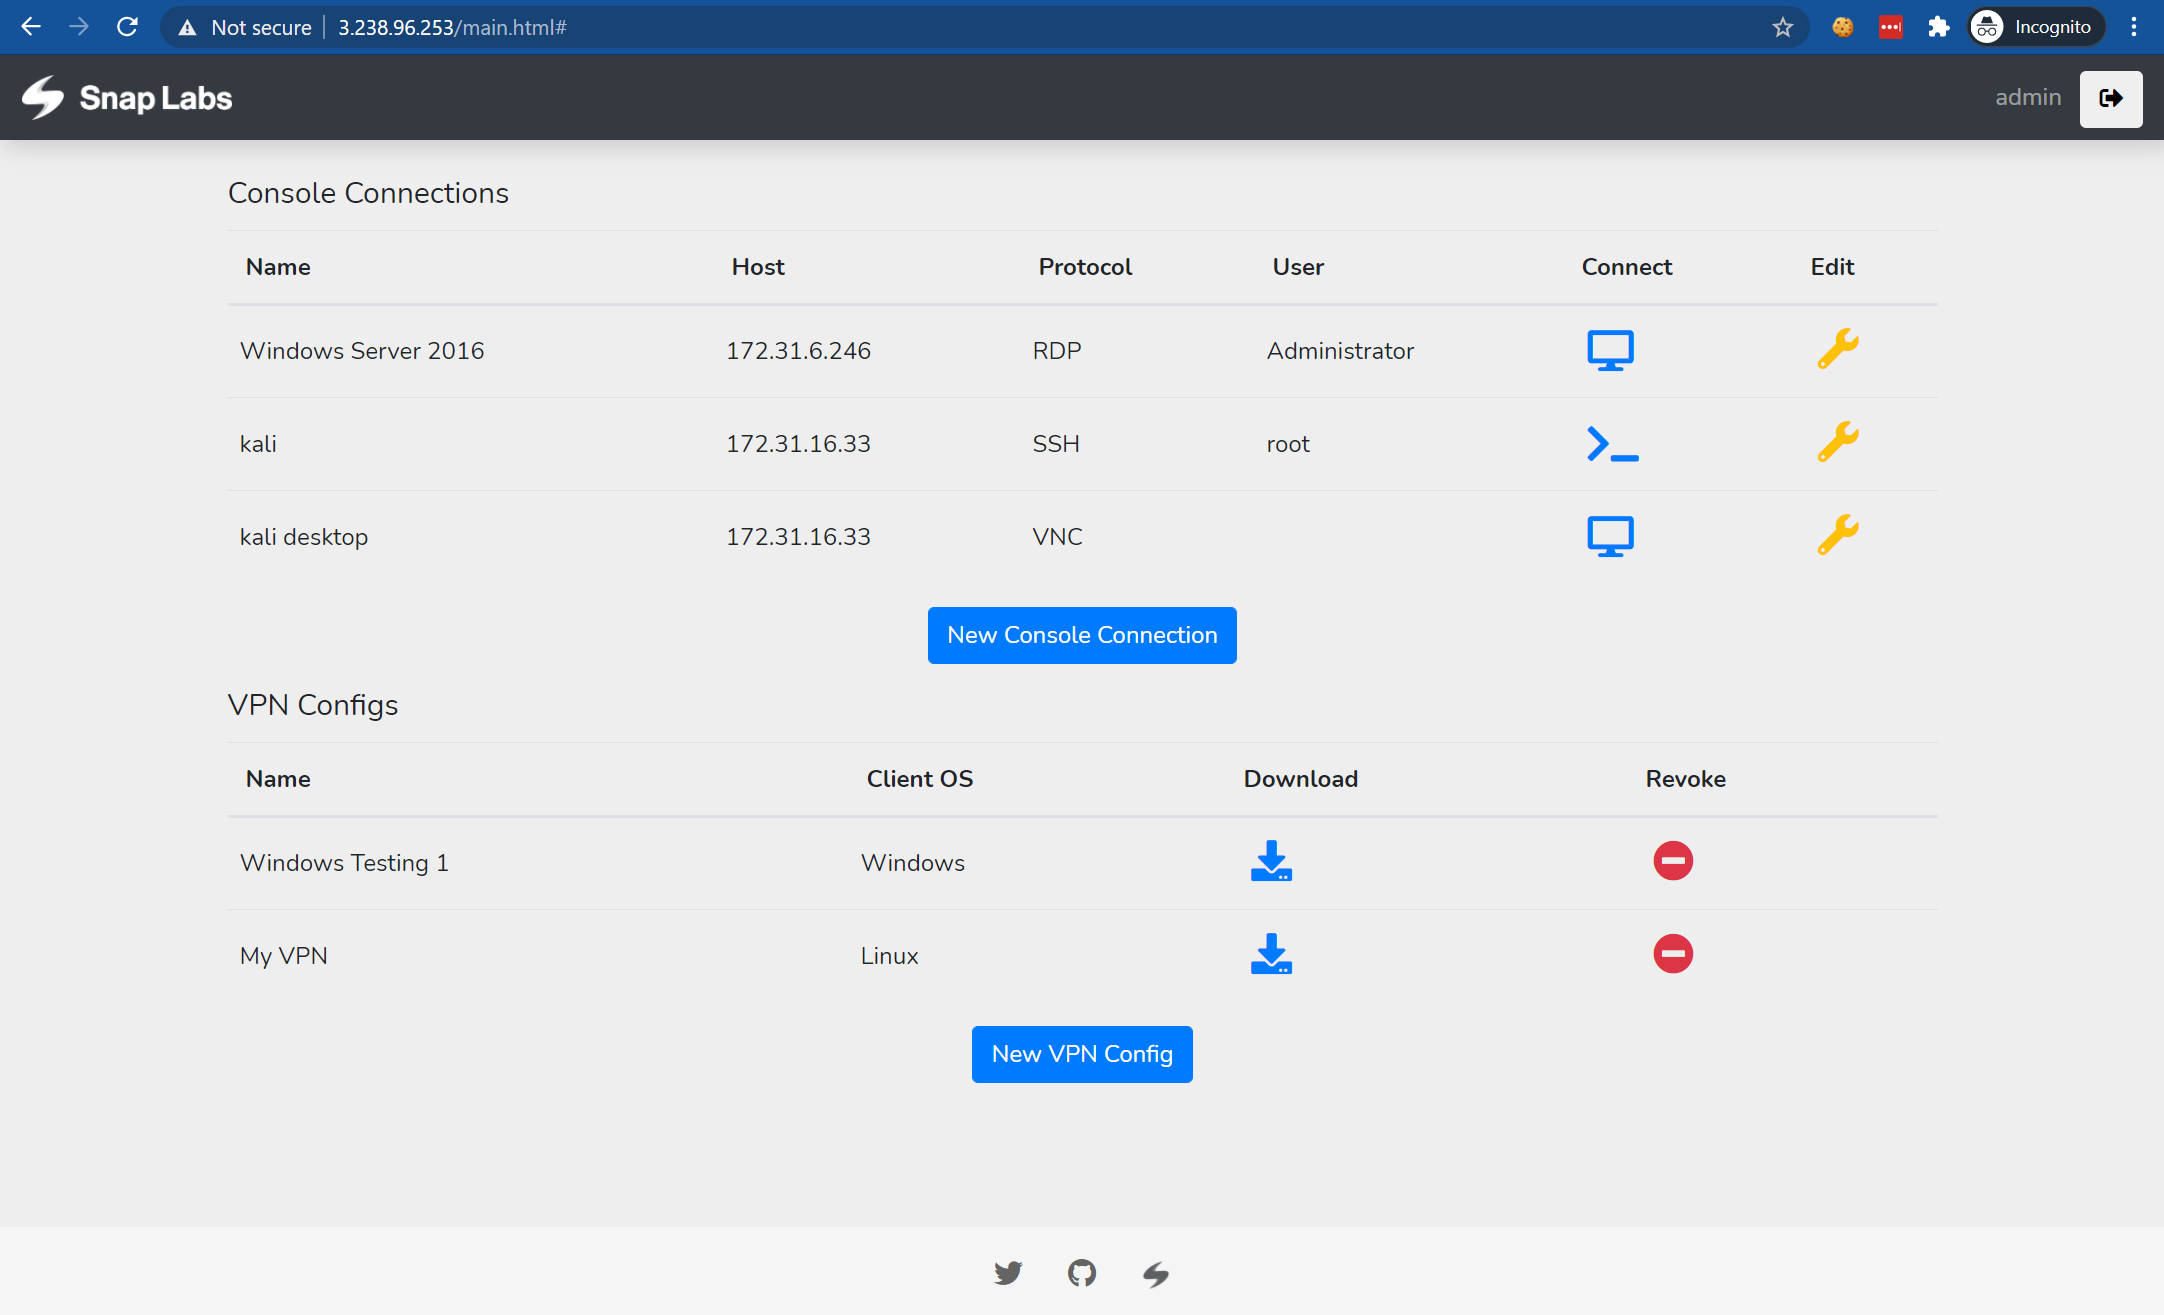 Not secure | 3.238.96.253/main.html#
Incognito
Snap Labs
admin
Console Connections
Name Host Protocol User Connect Edit
Windows Server 2016 172.31.6.246 RDP Administrator
kali 172.31.16.33 SSH root
kali desktop 172.31.16.33 VNC
New Console Connection
VPN Configs
Name Client OS Download Revoke
Windows Testing 1 Windows
My VPN Linux
New VPN Config